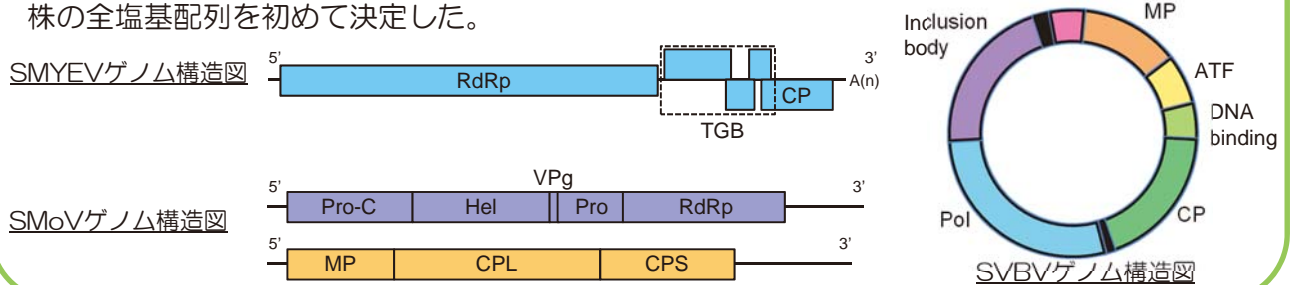 株の全塩基配列を初めて決定した。
SMYEVゲノム構造図
5’
RdRp
TGB
CP
3’
A(n)
SMoVゲノム構造図
5’
Pro-C
Hel
VPg
Pro
RdRp
3’
5’
MP
CPL
CPS
3’
Inclusion
body
MP
ATF
DNA
binding
CP
Pol
SVBVゲノム構造図